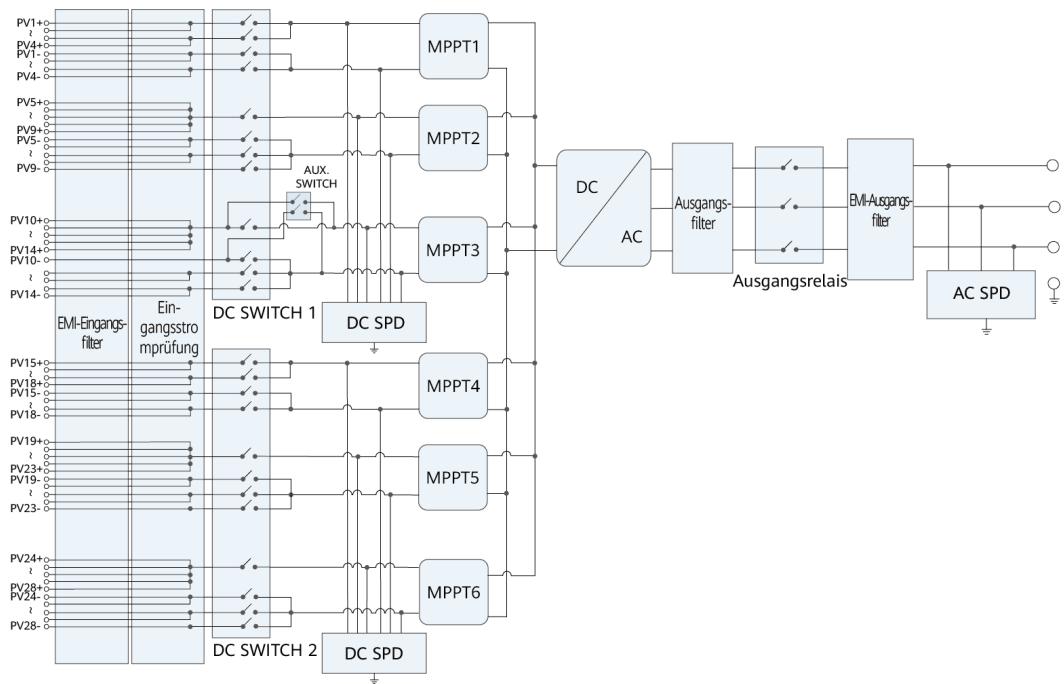 PV1+
~
PV4+
PV1-
~
PV4-
PV5+
~
PV9+
PV5-
~
PV9-
PV10+
~
PV14+
PV10-
~
PV14-
PV15+
~
PV18+
PV15-
~
PV18-
PV19+
~
PV23+
PV19-
~
PV23-
PV24+
~
PV28+
PV24-
~
PV28-
EMI-Eingangs-
filter
Ein-
gangsstro
mprüfung
AUX.
SWITCH
DC SWITCH 1
DC SWITCH 2
DC SPD
DC SPD
MPPT1
MPPT2
MPPT3
MPPT4
MPPT5
MPPT6
DC
AC
Ausgangs-
filter
Ausgangsrelais
EMI-Ausgangs-
filter
AC SPD